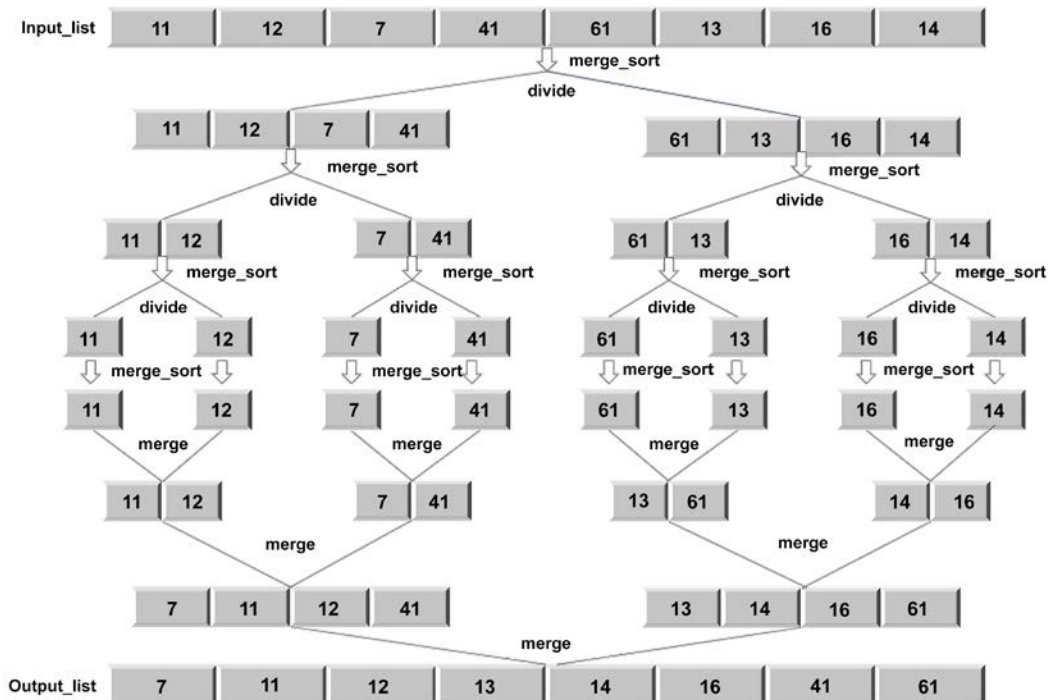 Input_list 11 12 7 41 61 13 16 14
merge_sort
divide
11 12 7 41
61 13 16 14
merge_sort
merge_sort
divide
divide
11 12
7 41
61 13
16 14
merge_sort
merge_sort
merge_sort
merge_sort
divide
divide
divide
divide
11
12
7
41
61
13
16
14
merge_sort
merge_sort
merge_sort
merge_sort
11
12
7
41
61
13
16
14
merge
merge
merge
merge
11 12
7 41
13 61
14 16
merge
merge
7 11 12 41
13 14 16 61
merge
Output_list 7 11 12 13 14 16 41 61